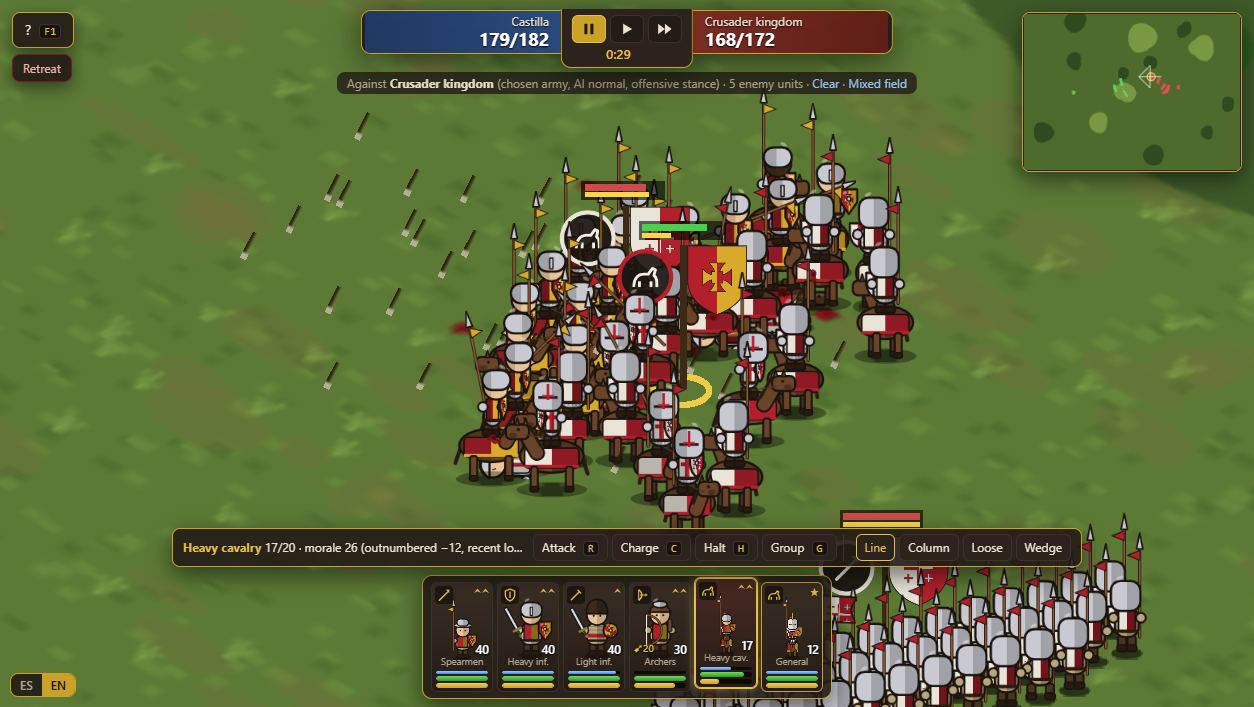 ? F1
Retreat
Castilla
179/182
0:29
Crusader kingdom
168/172
Against Crusader kingdom (chosen army, AI normal, offensive stance) · 5 enemy units · Clear · Mixed field
Heavy cavalry 17/20 · morale 26 (outnumbered −12, recent lo...
Attack R
Charge C
Halt H
Group G
Line
Column
Loose
Wedge
40
Spearmen
40
Heavy inf.
40
Light inf.
20
30
Archers
17
Heavy cav.
12
General
ES EN